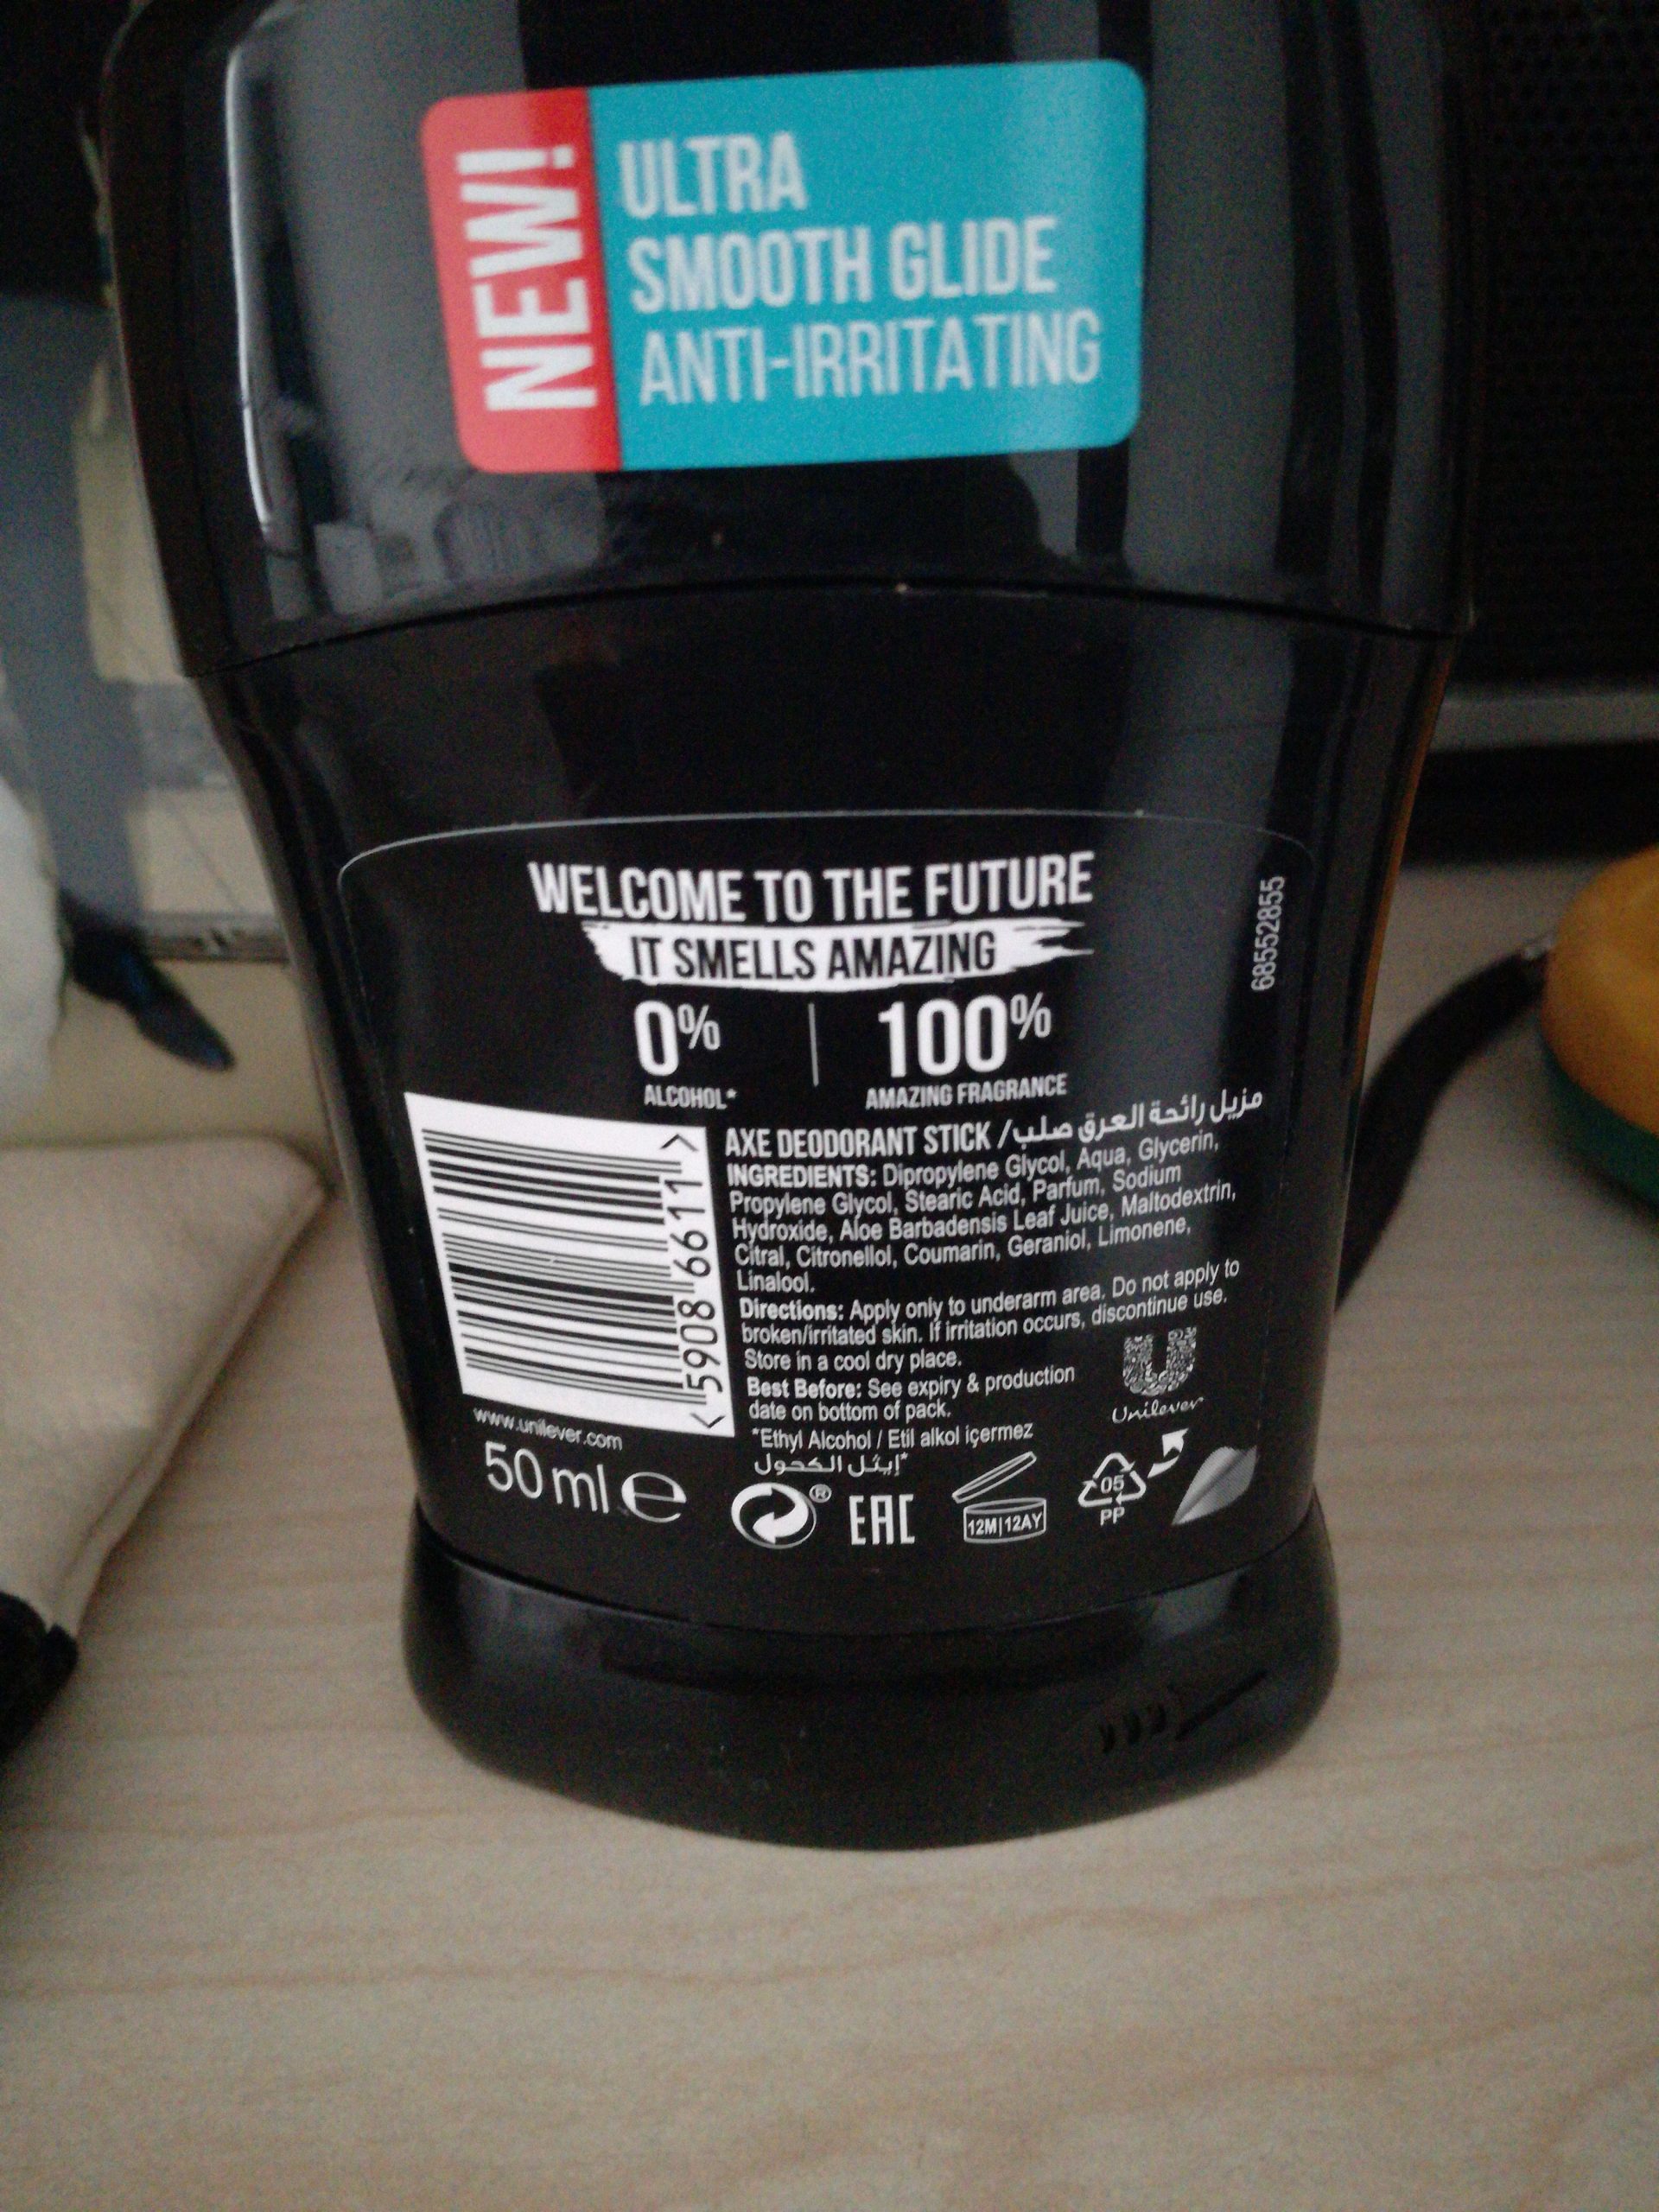 NEW!
ULTRA
SMOOTH GLIDE
ANTI-IRRITATING
WELCOME TO THE FUTURE
IT SMELLS AMAZING
0% 100%
ALCOHOL* AMAZING FRAGRANCE
68552855
AXE DEODORANT STICK / مزيل رائحة العرق صلب
INGREDIENTS: Dipropylene Glycol, Aqua, Glycerin,
Propylene Glycol, Stearic Acid, Parfum, Sodium
Hydroxide, Aloe Barbadensis Leaf Juice, Maltodextrin,
Citral, Citronellol, Coumarin, Geraniol, Limonene,
Linalool.
Directions: Apply only to underarm area. Do not apply to
broken/irritated skin. If irritation occurs, discontinue use.
Store in a cool dry place.
Best Before: See expiry & production
date on bottom of pack.
*Ethyl Alcohol / Etil alkol içermez
*إيثل الكحول
Unilever
<5908 6611>
www.unilever.com
50 ml e
® EAC 12M|12AY 05
PP